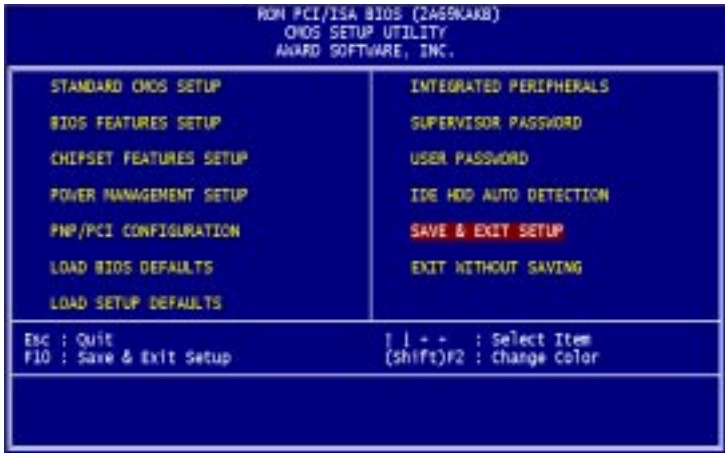 ROM PCI/ISA BIOS (2A69KAKB)
CMOS SETUP UTILITY
AWARD SOFTWARE, INC.
STANDARD CMOS SETUP
BIOS FEATURES SETUP
CHIPSET FEATURES SETUP
POWER MANAGEMENT SETUP
PNP/PCI CONFIGURATION
LOAD BIOS DEFAULTS
LOAD SETUP DEFAULTS
INTEGRATED PERIPHERALS
SUPERVISOR PASSWORD
USER PASSWORD
IDE HDD AUTO DETECTION
SAVE & EXIT SETUP
EXIT WITHOUT SAVING
Esc : Quit
F10 : Save & Exit Setup
: Select Item
(Shift)F2 : Change Color